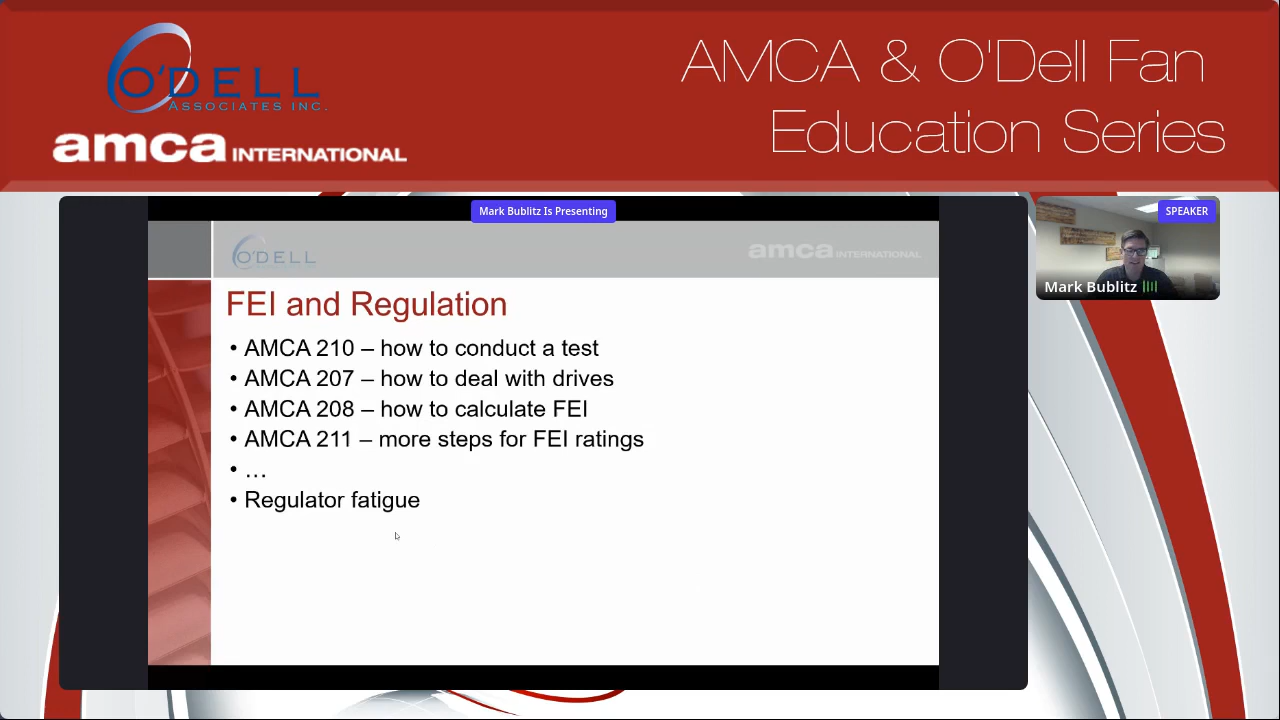 O'DELL
ASSOCIATES INC.
amca INTERNATIONAL
AMCA & O'Dell Fan
Education Series
Mark Bublitz Is Presenting
SPEAKER
Mark Bublitz
O'DELL
amca INTERNATIONAL
FEI and Regulation
• AMCA 210 – how to conduct a test
• AMCA 207 – how to deal with drives
• AMCA 208 – how to calculate FEI
• AMCA 211 – more steps for FEI ratings
• …
• Regulator fatigue